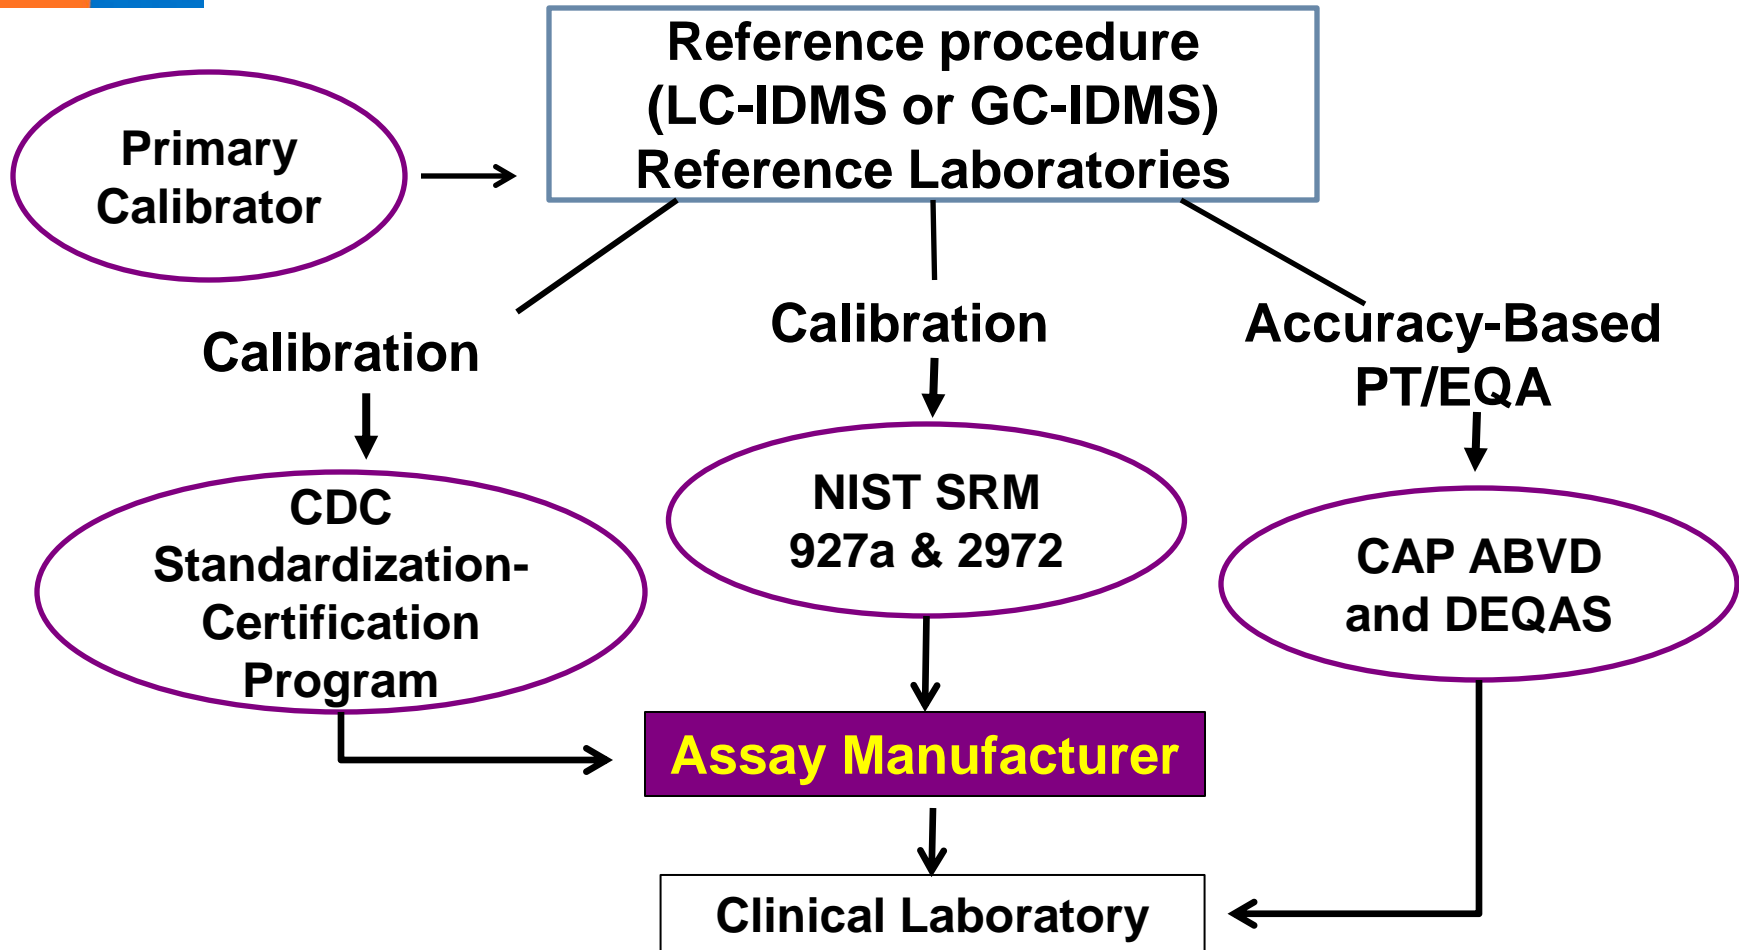 Reference procedure
(LC-IDMS or GC-IDMS)
Reference Laboratories
Primary
Calibrator
Calibration
Calibration
Accuracy-Based
PT/EQA
CDC
Standardization-
Certification
Program
NIST SRM
927a & 2972
CAP ABVD
and DEQAS
Assay Manufacturer
Clinical Laboratory